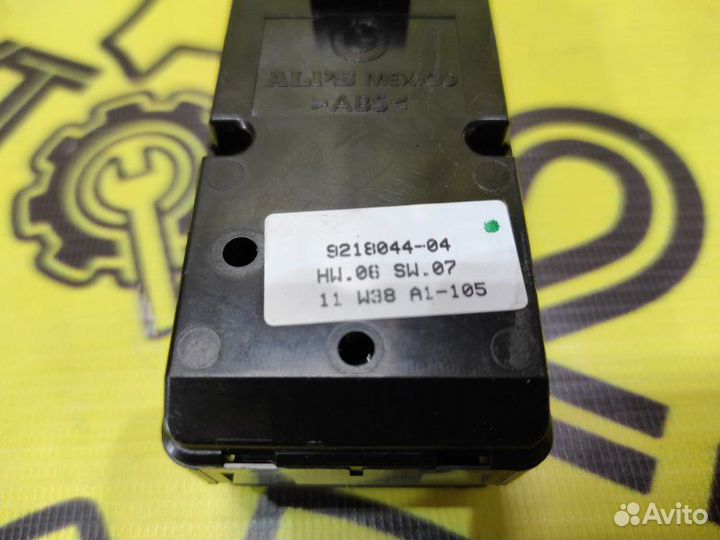 ALPS MEXICO
>ABS<
9218044-04
HW.06 SW.07
11 W38 A1-105
Avito